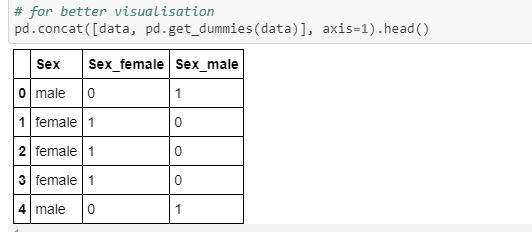 # for better visualisation
pd.concat([data, pd.get_dummies(data)], axis=1).head()
Sex Sex_female Sex_male
0 male 0 1
1 female 1 0
2 female 1 0
3 female 1 0
4 male 0 1